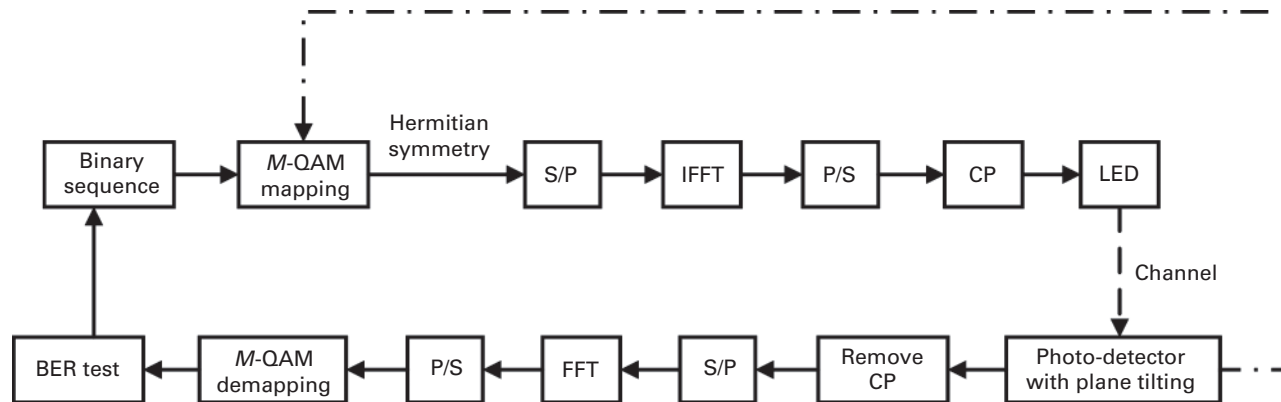 Hermitian
symmetry
Binary
sequence
M-QAM
mapping
S/P
IFFT
P/S
CP
LED
Channel
BER test
M-QAM
demapping
P/S
FFT
S/P
Remove
CP
Photo-detector
with plane tilting